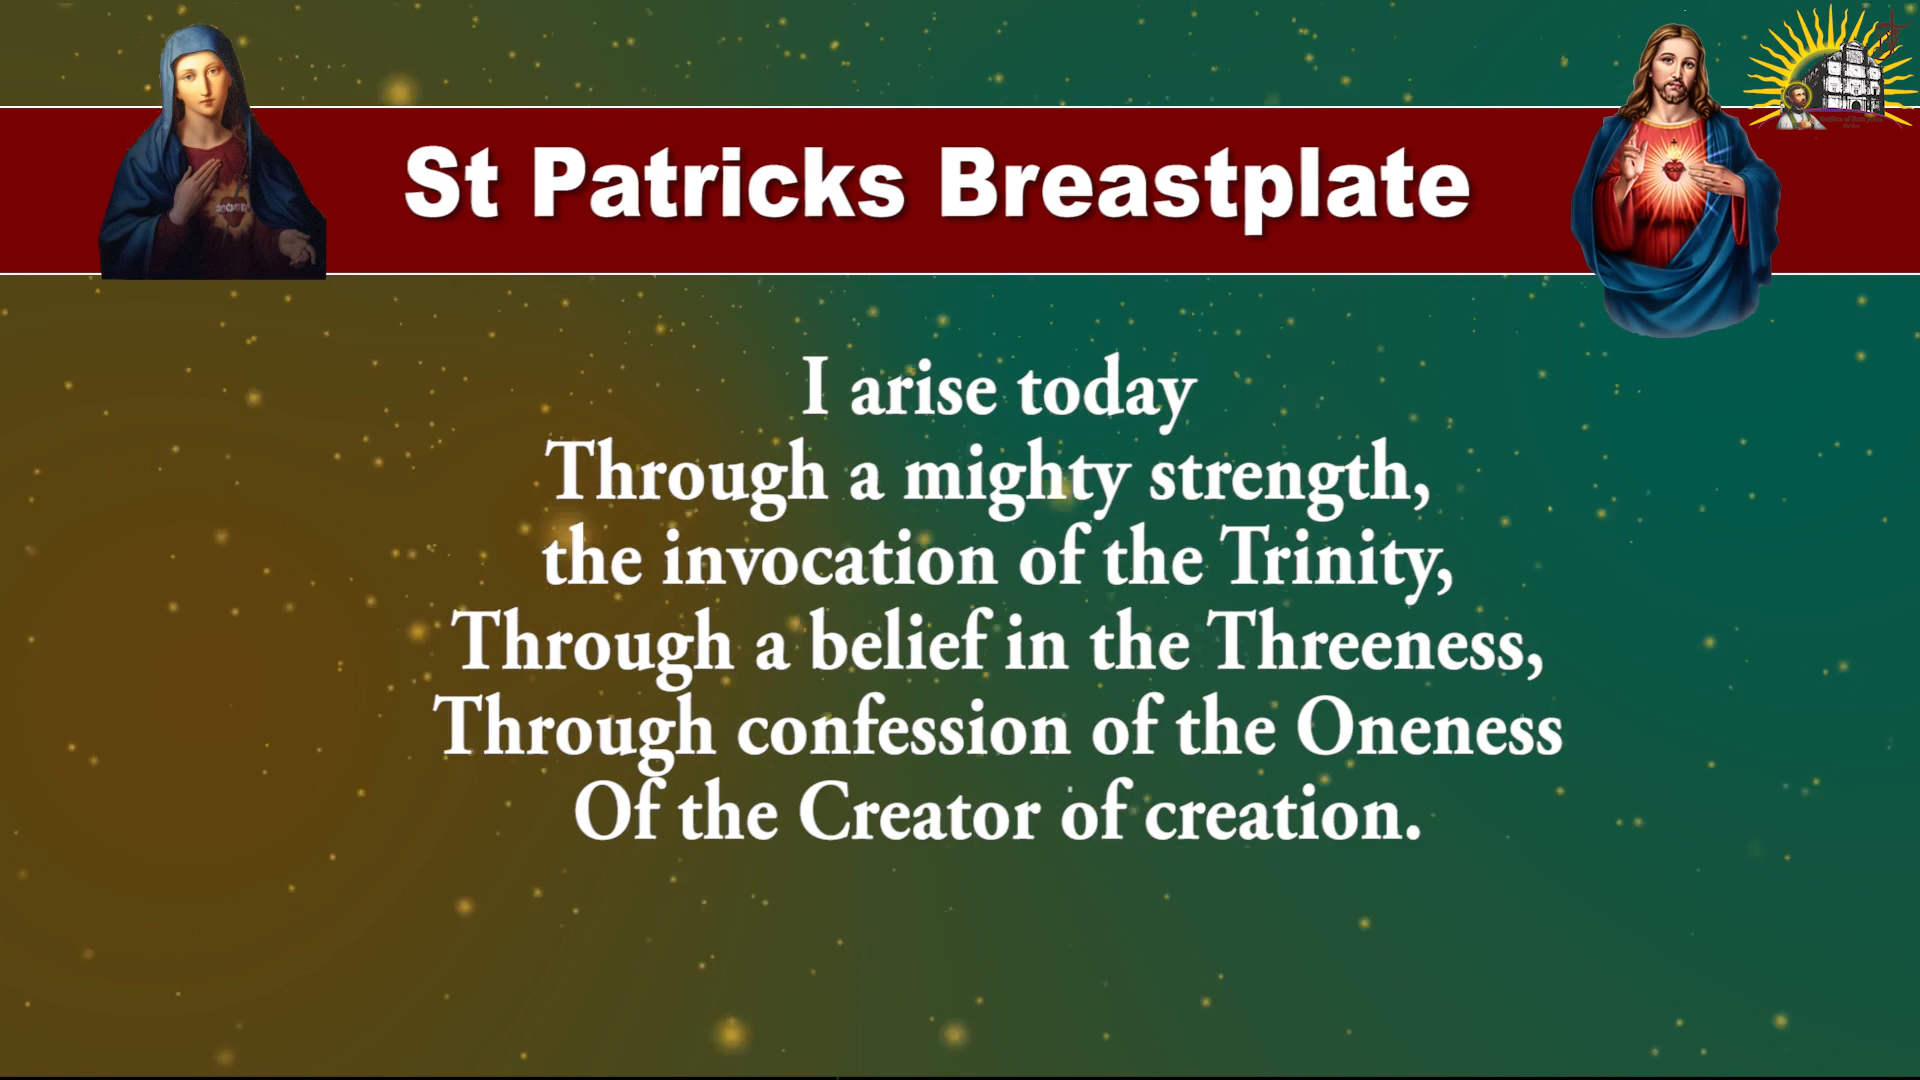 St Patricks Breastplate
I arise today
Through a mighty strength,
the invocation of the Trinity,
Through a belief in the Threeness,
Through confession of the Oneness
Of the Creator of creation.